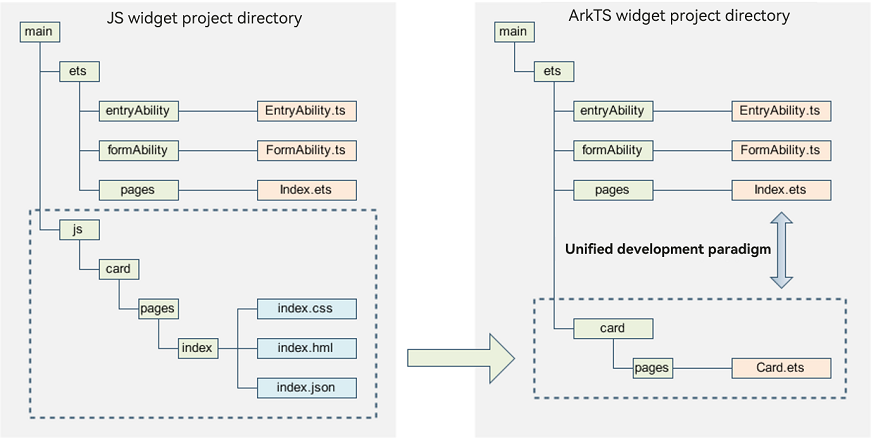 JS widget project directory
main
ets
entryAbility
EntryAbility.ts
formAbility
FormAbility.ts
pages
Index.ets
js
card
pages
index.css
index
index.hml
index.json
ArkTS widget project directory
main
ets
entryAbility
EntryAbility.ts
formAbility
FormAbility.ts
pages
Index.ets
Unified development paradigm
card
pages
Card.ets